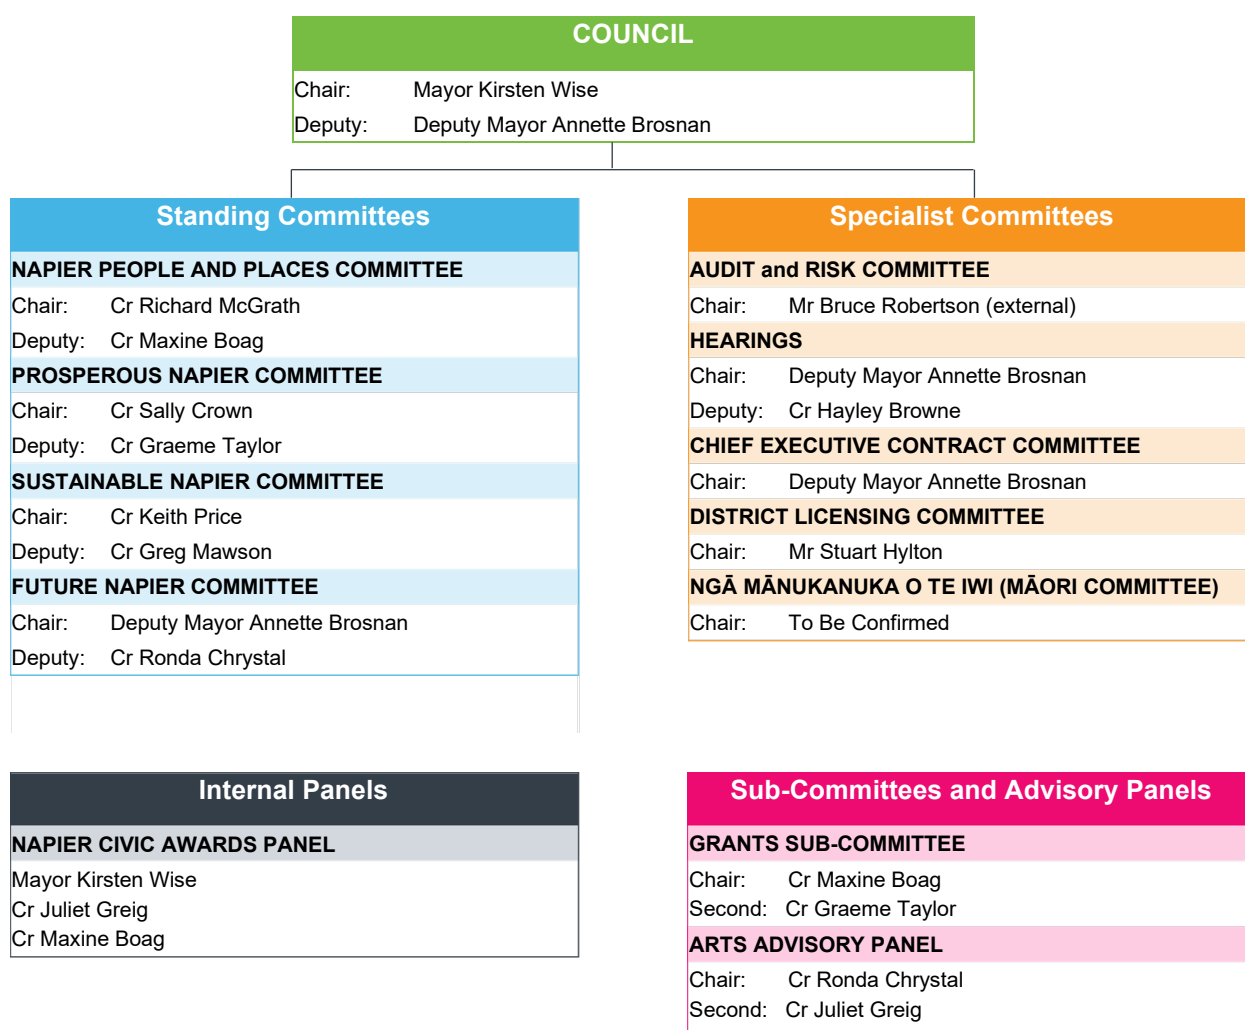 COUNCIL
Chair: Mayor Kirsten Wise
Deputy: Deputy Mayor Annette Brosnan
Standing Committees
NAPIER PEOPLE AND PLACES COMMITTEE
Chair: Cr Richard McGrath
Deputy: Cr Maxine Boag
PROSPEROUS NAPIER COMMITTEE
Chair: Cr Sally Crown
Deputy: Cr Graeme Taylor
SUSTAINABLE NAPIER COMMITTEE
Chair: Cr Keith Price
Deputy: Cr Greg Mawson
FUTURE NAPIER COMMITTEE
Chair: Deputy Mayor Annette Brosnan
Deputy: Cr Ronda Chrystal
Specialist Committees
AUDIT and RISK COMMITTEE
Chair: Mr Bruce Robertson (external)
HEARINGS
Chair: Deputy Mayor Annette Brosnan
Deputy: Cr Hayley Browne
CHIEF EXECUTIVE CONTRACT COMMITTEE
Chair: Deputy Mayor Annette Brosnan
DISTRICT LICENSING COMMITTEE
Chair: Mr Stuart Hylton
NGĀ MĀNUKANUKA O TE IWI (MĀORI COMMITTEE)
Chair: To Be Confirmed
Internal Panels
NAPIER CIVIC AWARDS PANEL
Mayor Kirsten Wise
Cr Juliet Greig
Cr Maxine Boag
Sub-Committees and Advisory Panels
GRANTS SUB-COMMITTEE
Chair: Cr Maxine Boag
Second: Cr Graeme Taylor
ARTS ADVISORY PANEL
Chair: Cr Ronda Chrystal
Second: Cr Juliet Greig